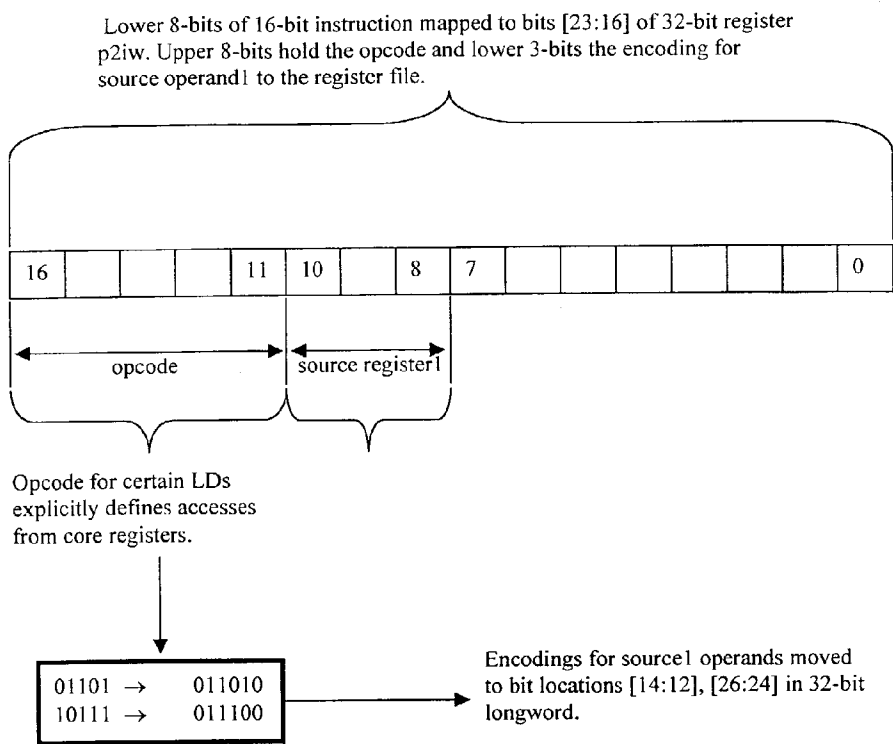 Lower 8-bits of 16-bit instruction mapped to bits [23:16] of 32-bit register
p2iw. Upper 8-bits hold the opcode and lower 3-bits the encoding for
source operand1 to the register file.
16 11 10 8 7 0
opcode source register1
Opcode for certain LDs
explicitly defines accesses
from core registers.
01101 → 011010
10111 → 011100
Encodings for source1 operands moved
to bit locations [14:12], [26:24] in 32-bit
longword.